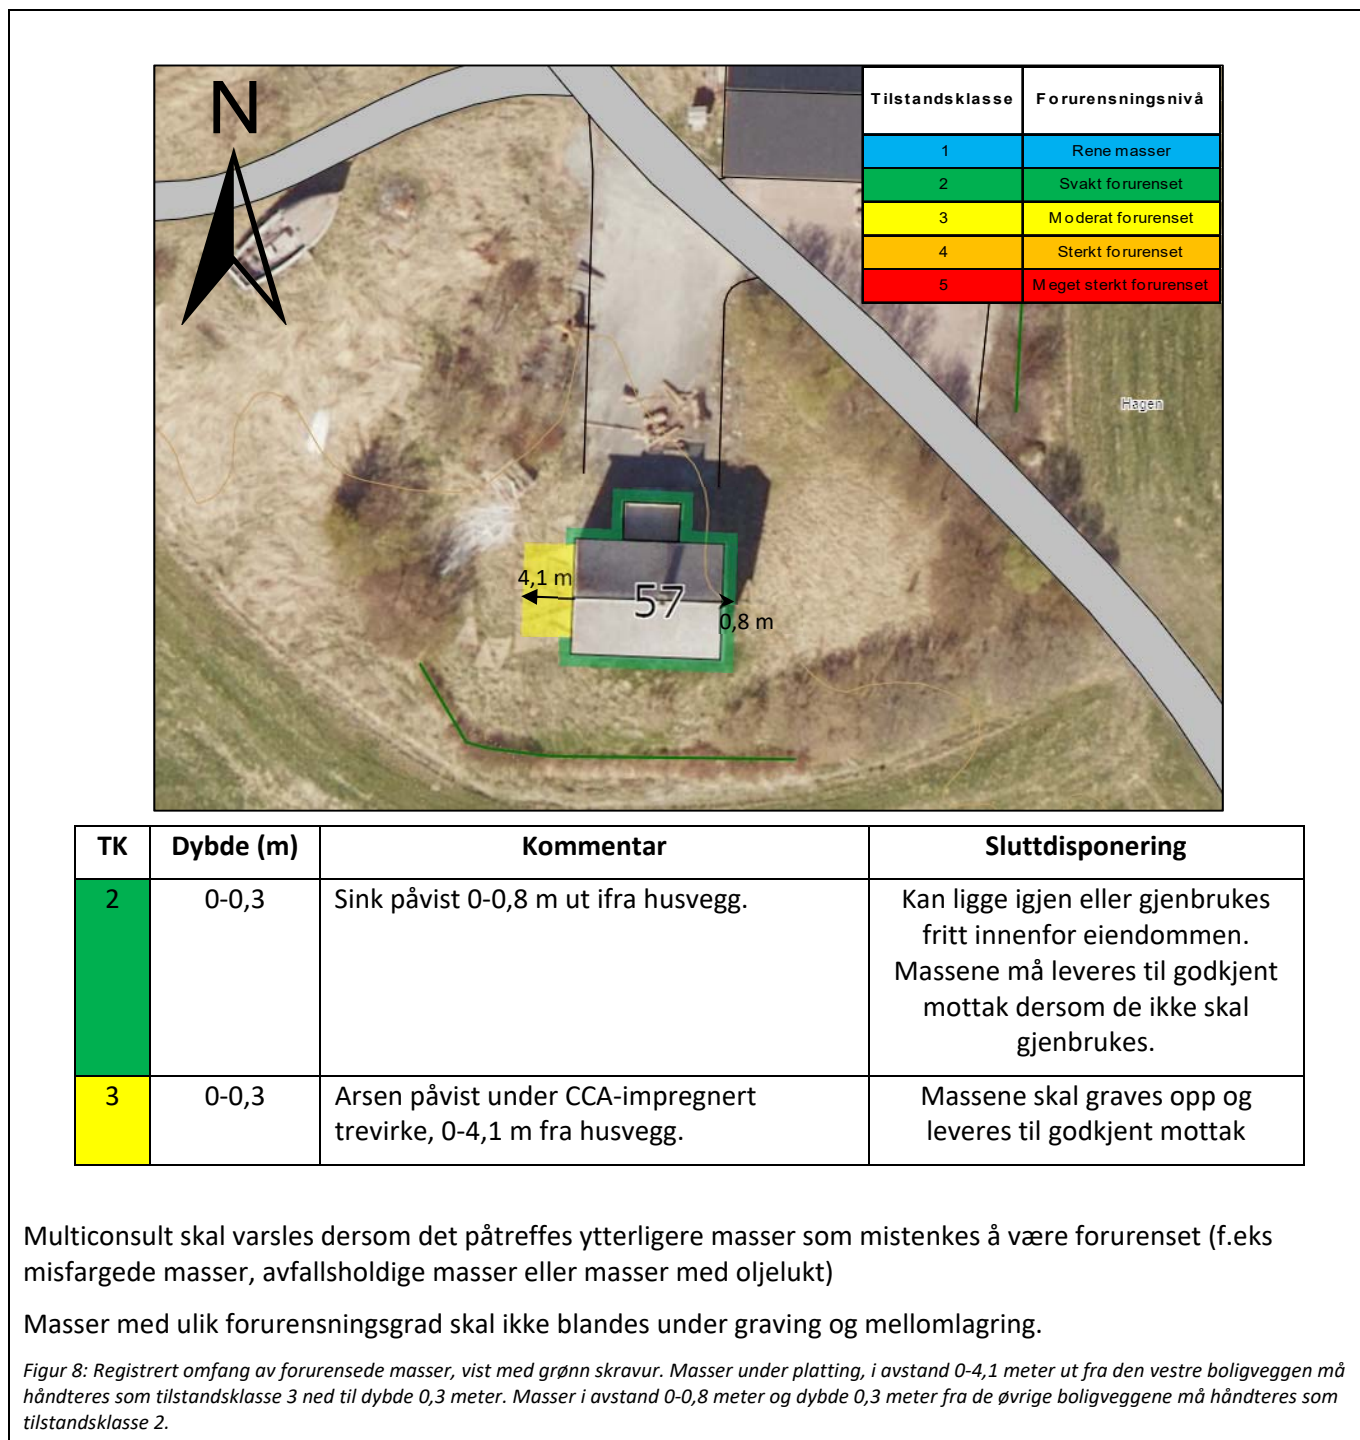 N
Tilstandsklasse Forurensningsnivå
1 Rene masser
2 Svakt forurenset
3 Moderat forurenset
4 Sterkt forurenset
5 Meget sterkt forurenset
Hagen
4,1 m
57
0,8 m
TK Dybde (m) Kommentar Sluttdisponering
2 0-0,3 Sink påvist 0-0,8 m ut ifra husvegg. Kan ligge igjen eller gjenbrukes
fritt innenfor eiendommen.
Massene må leveres til godkjent
mottak dersom de ikke skal
gjenbrukes.
3 0-0,3 Arsen påvist under CCA-impregnert Massene skal graves opp og
trevirke, 0-4,1 m fra husvegg. leveres til godkjent mottak
Multiconsult skal varsles dersom det påtreffes ytterligere masser som mistenkes å være forurenset (f.eks
misfargede masser, avfallsholdige masser eller masser med oljelukt)
Masser med ulik forurensningsgrad skal ikke blandes under graving og mellomlagring.
Figur 8: Registrert omfang av forurensede masser, vist med grønn skravur. Masser under platting, i avstand 0-4,1 meter ut fra den vestre boligveggen må
håndteres som tilstandsklasse 3 ned til dybde 0,3 meter. Masser i avstand 0-0,8 meter og dybde 0,3 meter fra de øvrige boligveggene må håndteres som
tilstandsklasse 2.